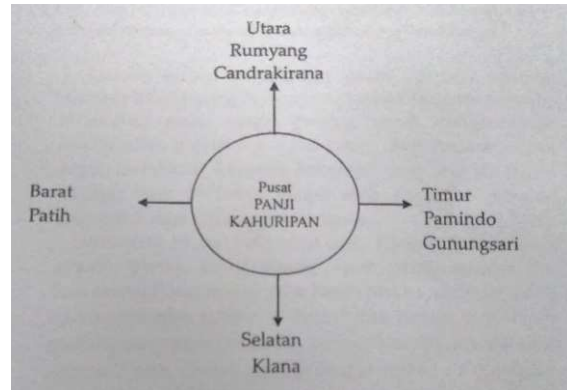 Utara
Rumyang
Candrakirana
Barat
Patih
Pusat
PANJI
KAHURIPAN
Timur
Pamindo
Gunungsari
Selatan
Klana